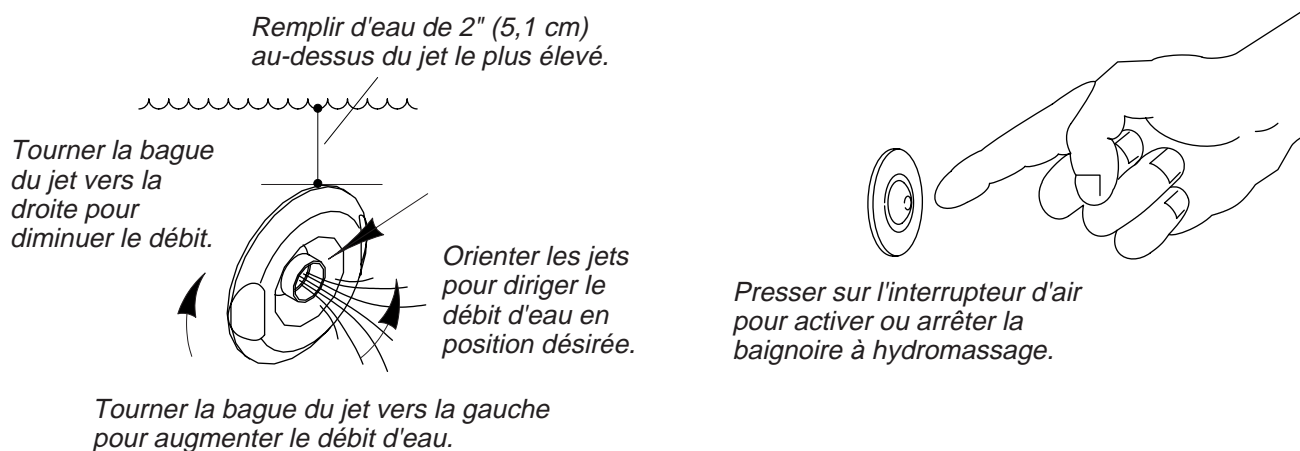 Remplir d'eau de 2" (5,1 cm)
au-dessus du jet le plus élevé.
Tourner la bague
du jet vers la
droite pour
diminuer le débit.
Orienter les jets
pour diriger le
débit d'eau en
position désirée.
Tourner la bague du jet vers la gauche
pour augmenter le débit d'eau.
Presser sur l'interrupteur d'air
pour activer ou arrêter la
baignoire à hydromassage.